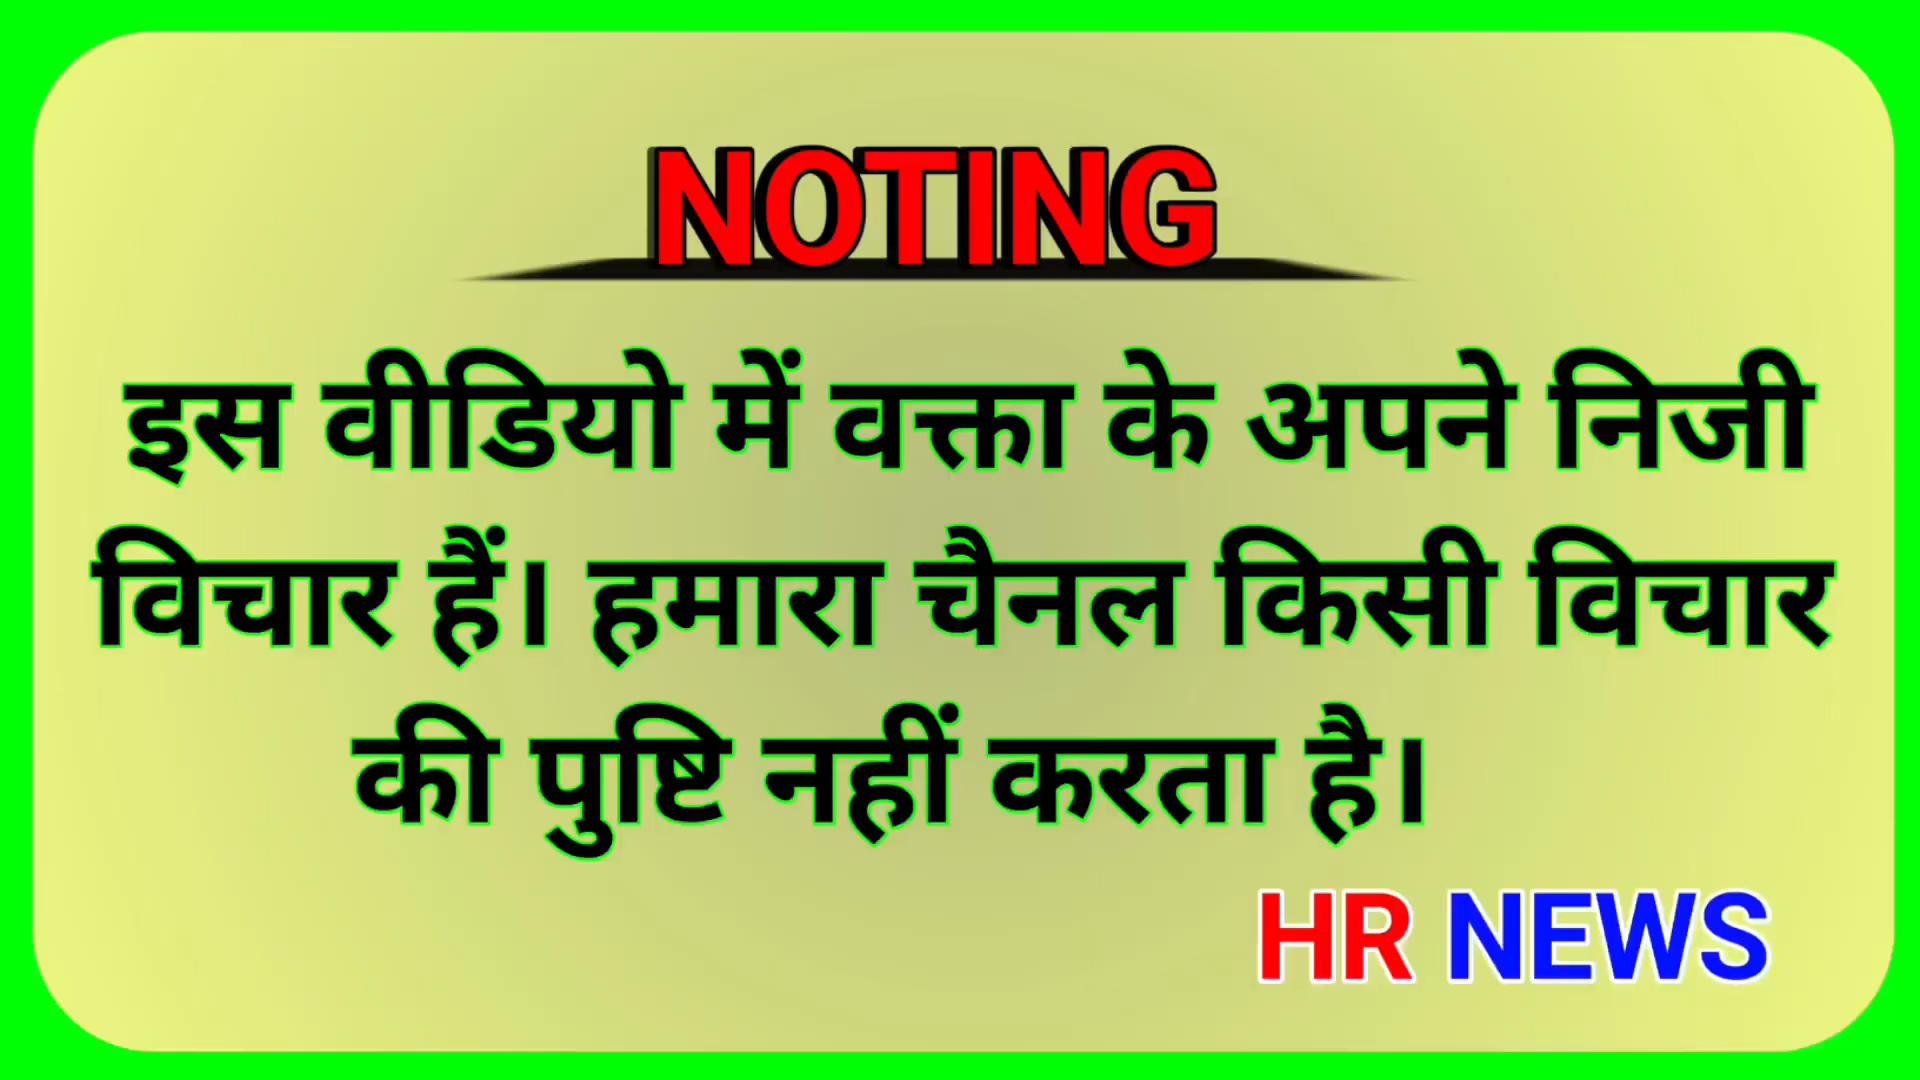 NOTING
इस वीडियो में वक्ता के अपने निजी
विचार हैं। हमारा चैनल किसी विचार
की पुष्टि नहीं करता है।
HR NEWS